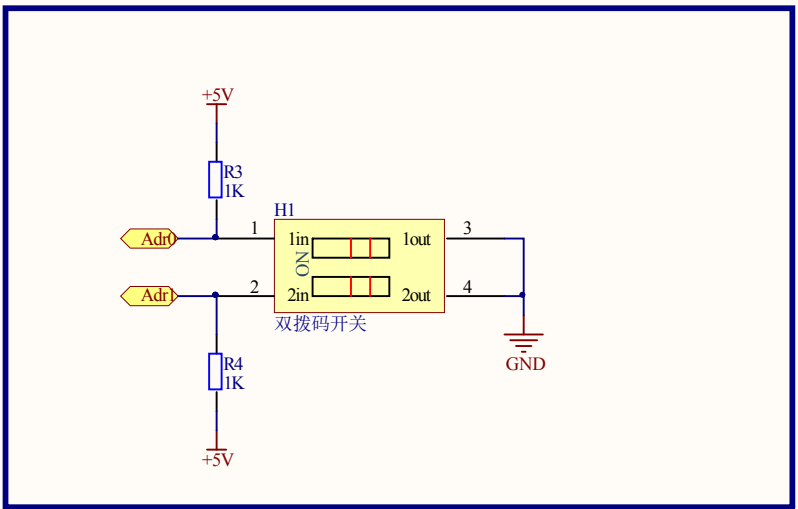 +5V
R3
1K
H1
Adr0
1
1in
1out
3
ON
Adr1
2
2in
2out
4
双拨码开关
GND
R4
1K
+5V